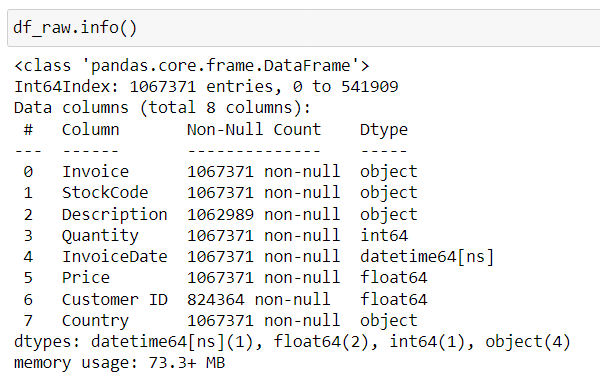 df_raw.info()
<class 'pandas.core.frame.DataFrame'>
Int64Index: 1067371 entries, 0 to 541909
Data columns (total 8 columns):
 #   Column       Non-Null Count    Dtype
---  ------       --------------    -----
 0   Invoice      1067371 non-null  object
 1   StockCode    1067371 non-null  object
 2   Description  1062989 non-null  object
 3   Quantity     1067371 non-null  int64
 4   InvoiceDate  1067371 non-null  datetime64[ns]
 5   Price        1067371 non-null  float64
 6   Customer ID  824364 non-null   float64
 7   Country      1067371 non-null  object
dtypes: datetime64[ns](1), float64(2), int64(1), object(4)
memory usage: 73.3+ MB